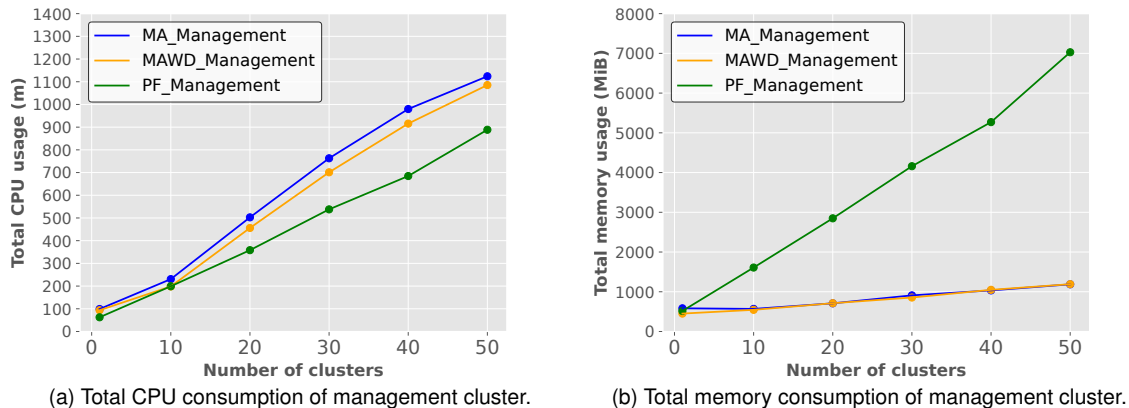 1400
1300
1200
1100
1000
900
800
700
600
500
400
300
200
100
0
Total CPU usage (m)
MA_Management
MAWD_Management
PF_Management
0 10 20 30 40 50
Number of clusters
(a) Total CPU consumption of management cluster.
8000
7000
6000
5000
4000
3000
2000
1000
0
Total memory usage (MiB)
MA_Management
MAWD_Management
PF_Management
0 10 20 30 40 50
Number of clusters
(b) Total memory consumption of management cluster.